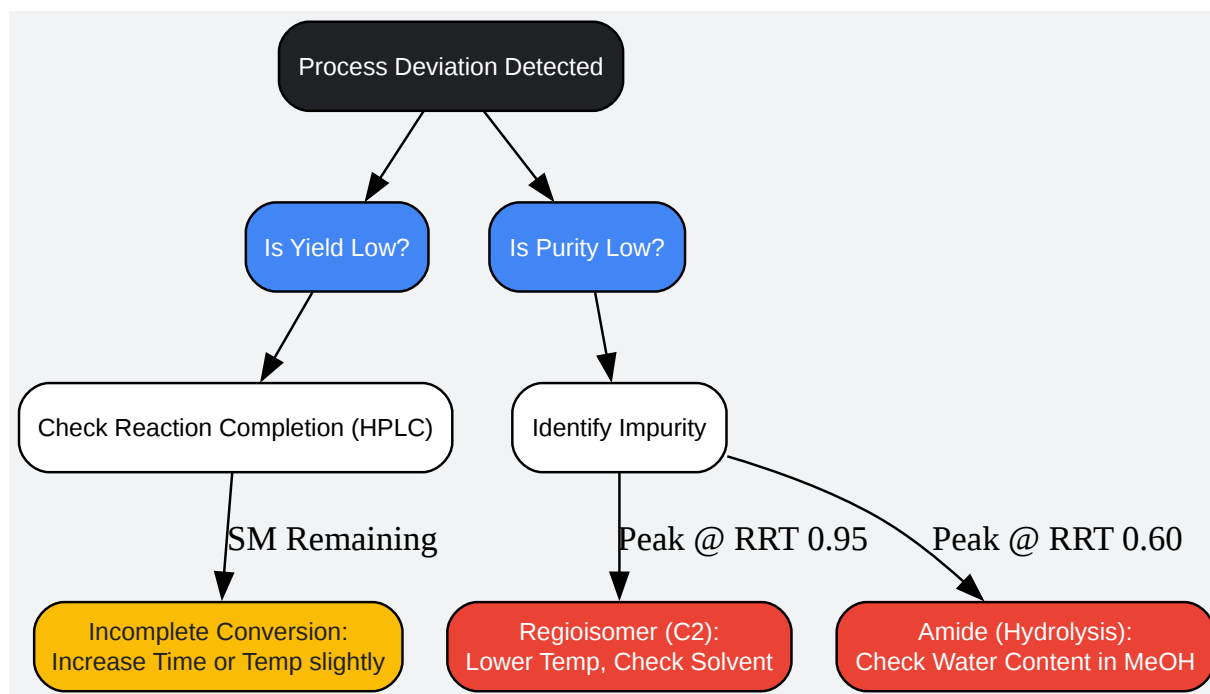 Process Deviation Detected
Is Yield Low?
Is Purity Low?
Check Reaction Completion (HPLC)
Identify Impurity
SM Remaining
Peak @ RRT 0.95
Peak @ RRT 0.60
Incomplete Conversion:
Increase Time or Temp slightly
Regioisomer (C2):
Lower Temp, Check Solvent
Amide (Hydrolysis):
Check Water Content in MeOH